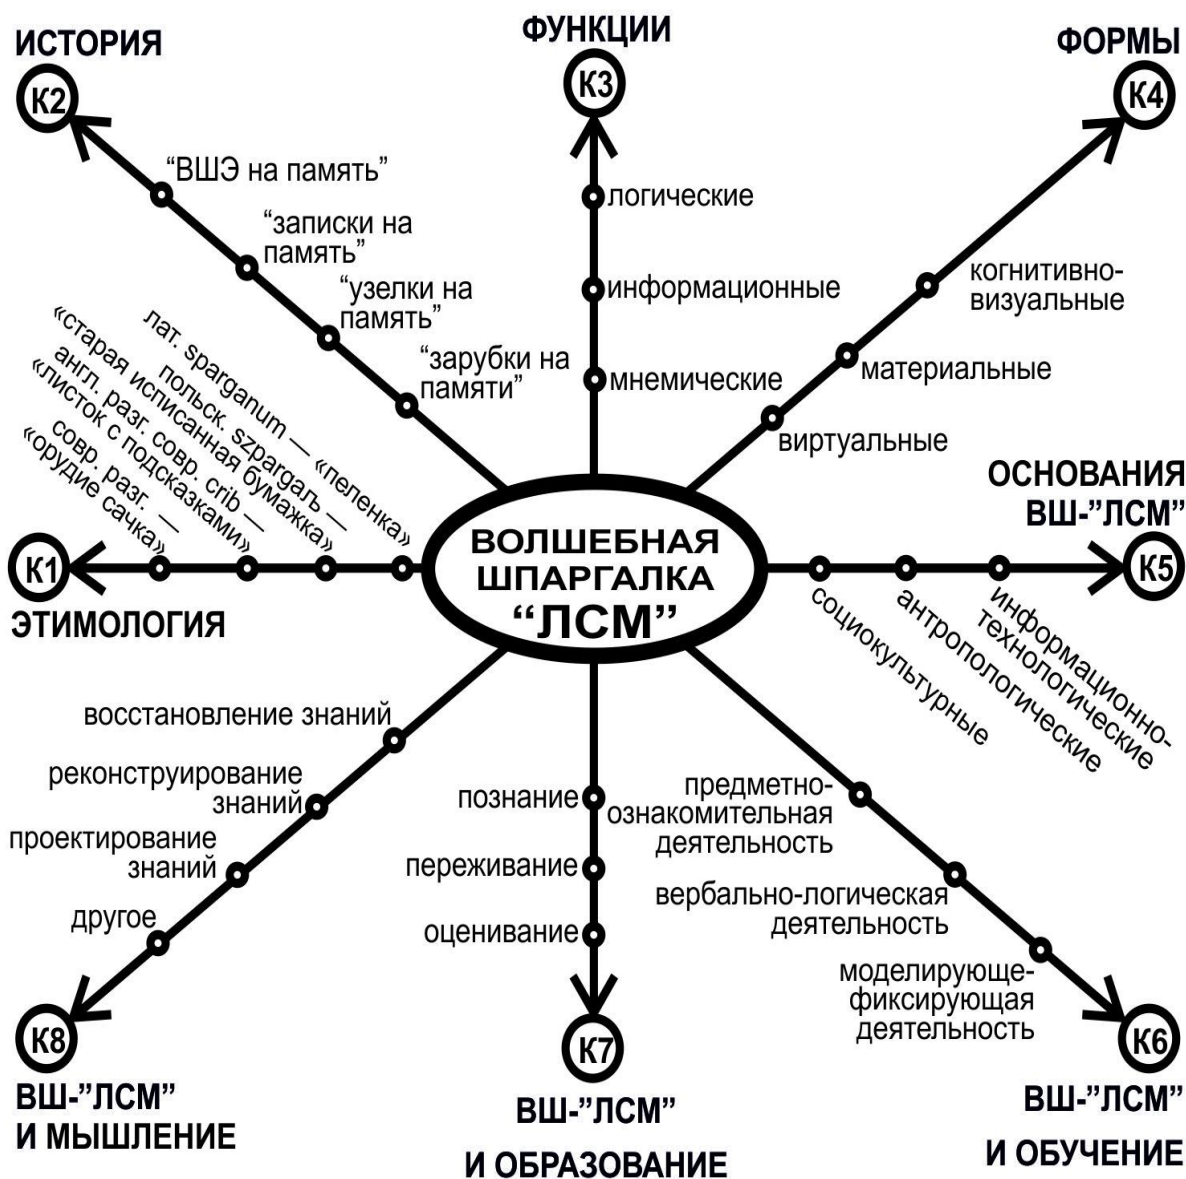 ИСТОРИЯ
К2
“ВШЭ на память”
“записки на
память”
“узелки на
память”
“зарубки на
памяти”
ФУНКЦИИ
К3
логические
информационные
мнемические
ФОРМЫ
К4
когнитивно-
визуальные
материальные
виртуальные
лат. sparganum — «пеленка»
польск. szpargaъ —
«старая исписанная бумажка»
англ. разг. совр. crib —
«листок с подсказками»
совр. разг. —
«орудие сачка»
К1
ЭТИМОЛОГИЯ
ВОЛШЕБНАЯ
ШПАРГАЛКА
“ЛСМ”
ОСНОВАНИЯ
ВШ-”ЛСМ”
К5
социокультурные
антропологические
информационно-
технологические
восстановление знаний
реконструирование
знаний
проектирование
знаний
другое
К8
ВШ-”ЛСМ”
И МЫШЛЕНИЕ
познание
переживание
оценивание
К7
ВШ-”ЛСМ”
И ОБРАЗОВАНИЕ
предметно-
ознакомительная
деятельность
вербально-логическая
деятельность
моделирующе-
фиксирующая
деятельность
К6
ВШ-”ЛСМ”
И ОБУЧЕНИЕ